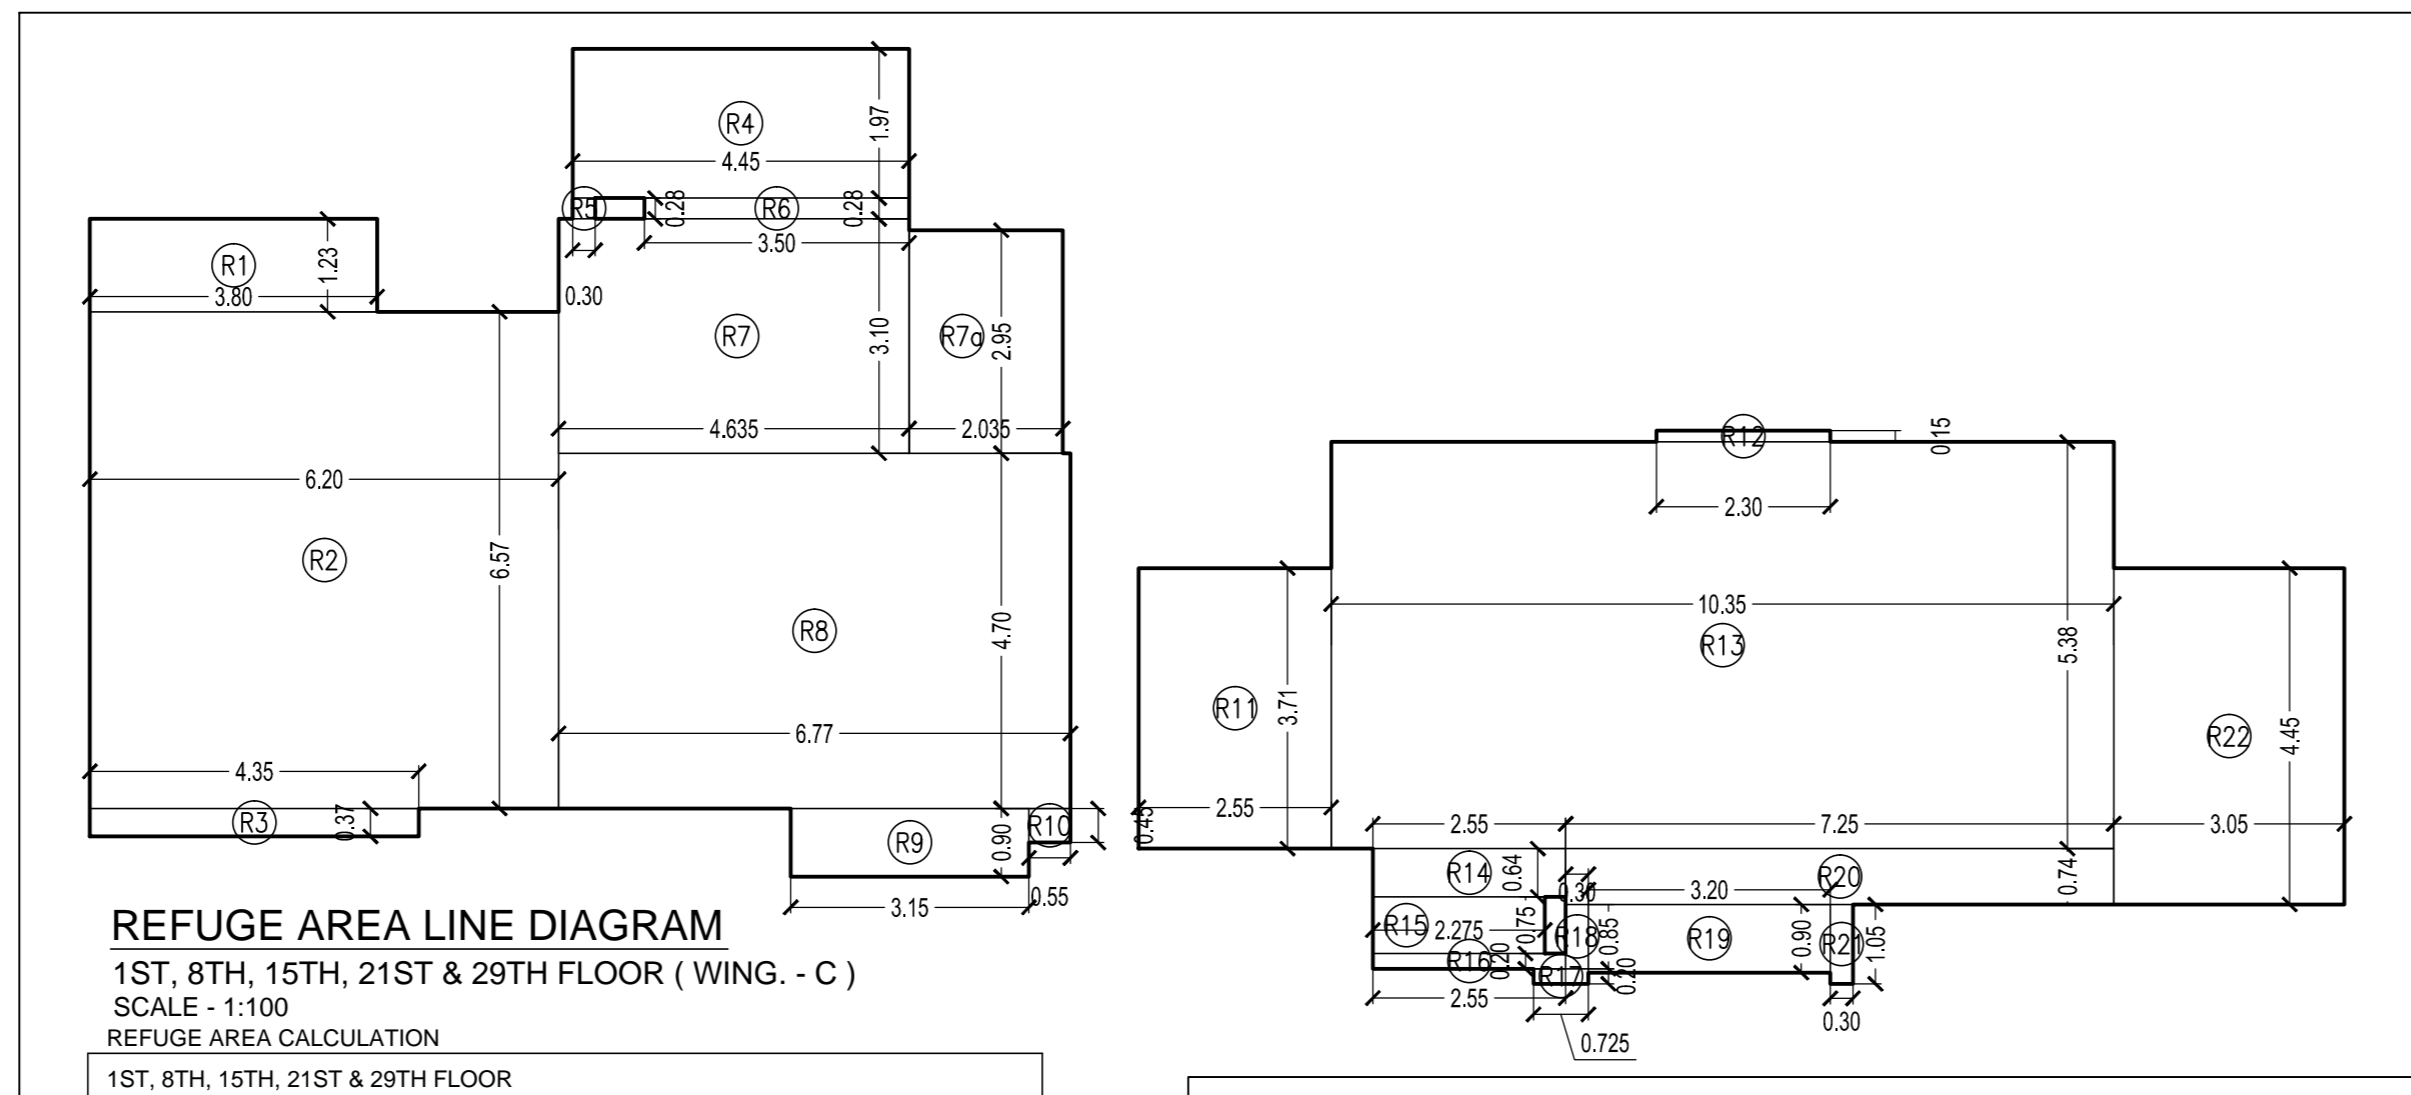 R4
1.97
4.45
R5
0.28
R6
0.28
3.50
R1
1.23
3.80
0.30
R7
3.10
R7a
2.95
4.635
2.035
R12
0.15
6.20
2.30
R2
6.57
10.35
R8
4.70
R13
5.38
R11
3.71
R22
4.45
6.77
4.35
R3
0.37
R9
0.90
R10
0.45
2.55
2.55
7.25
3.05
R14
0.64
R20
0.74
0.30
3.20
3.15
0.55
R15
2.275
0.75
R18
0.85
R19
0.90
R21
1.05
R16
0.20
R17
0.20
2.55
0.30
0.725
REFUGE AREA LINE DIAGRAM
1ST, 8TH, 15TH, 21ST & 29TH FLOOR ( WING. - C )
SCALE - 1:100
REFUGE AREA CALCULATION
1ST, 8TH, 15TH, 21ST & 29TH FLOOR